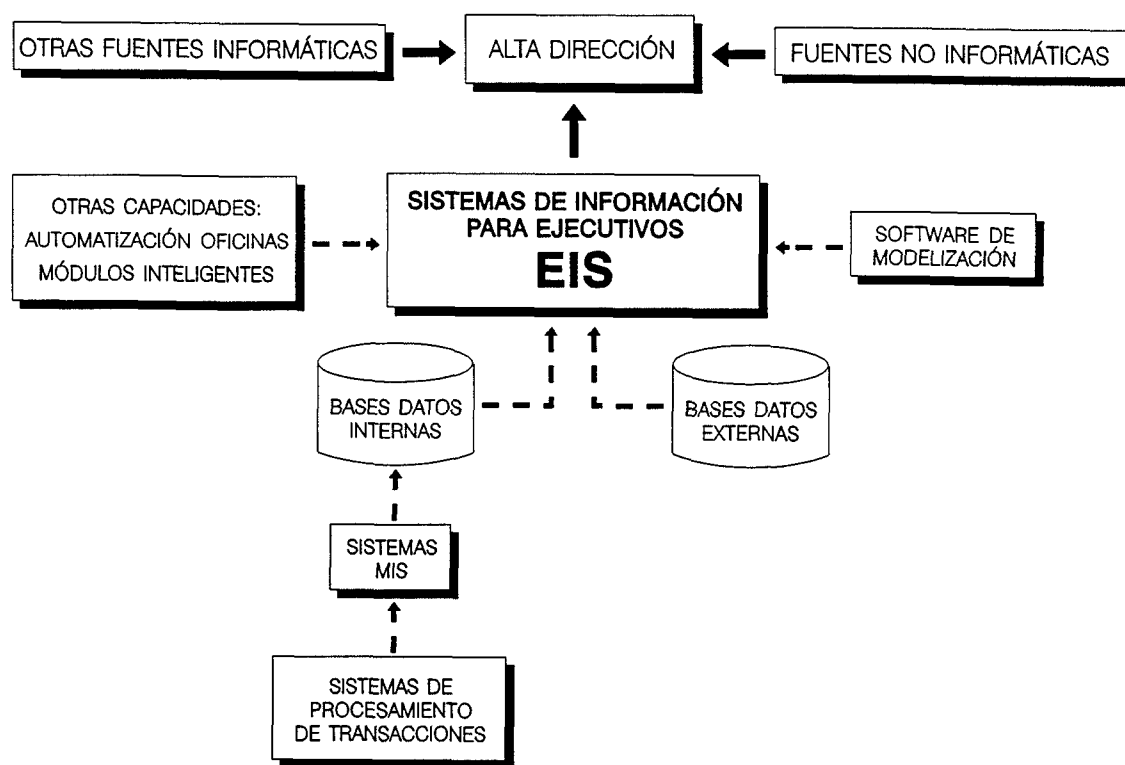 OTRAS FUENTES INFORMÁTICAS
ALTA DIRECCIÓN
FUENTES NO INFORMÁTICAS
OTRAS CAPACIDADES:
AUTOMATIZACIÓN OFICINAS
MÓDULOS INTELIGENTES
SISTEMAS DE INFORMACIÓN
PARA EJECUTIVOS
EIS
SOFTWARE DE
MODELIZACIÓN
BASES DATOS
INTERNAS
BASES DATOS
EXTERNAS
SISTEMAS
MIS
SISTEMAS DE
PROCESAMIENTO
DE TRANSACCIONES